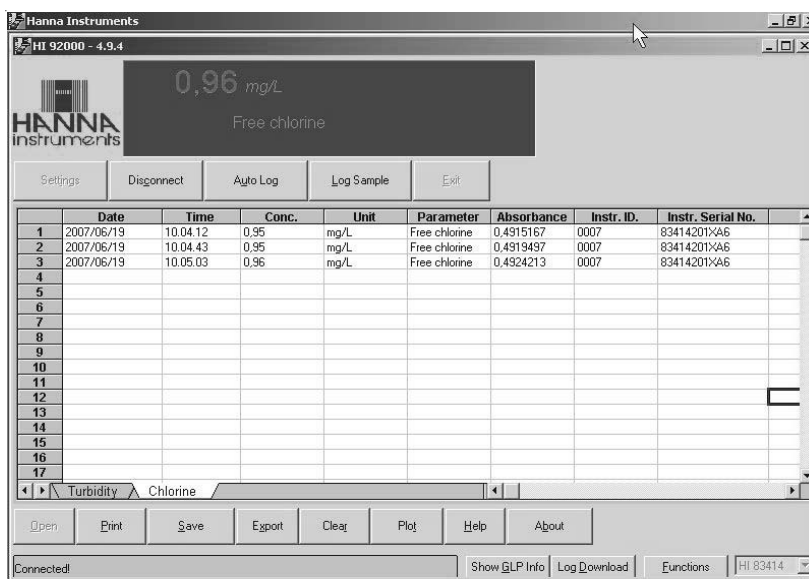 Hanna Instruments
HI 92000 - 4.9.4
0,96 mg/L
HANNA
instruments
Free chlorine
Settings Disconnect Auto Log Log Sample Exit
Date Time Conc. Unit Parameter Absorbance Instr. ID. Instr. Serial No.
1 2007/06/19 10.04.12 0,95 mg/L Free chlorine 0,4915167 0007 83414201XA6
2 2007/06/19 10.04.43 0,95 mg/L Free chlorine 0,4919497 0007 83414201XA6
3 2007/06/19 10.05.03 0,96 mg/L Free chlorine 0,4924213 0007 83414201XA6
4
5
6
7
8
9
10
11
12
13
14
15
16
17
Turbidity Chlorine
Open Print Save Export Clear Plot Help About
Connected! Show GLP Info Log Download Functions HI 83414